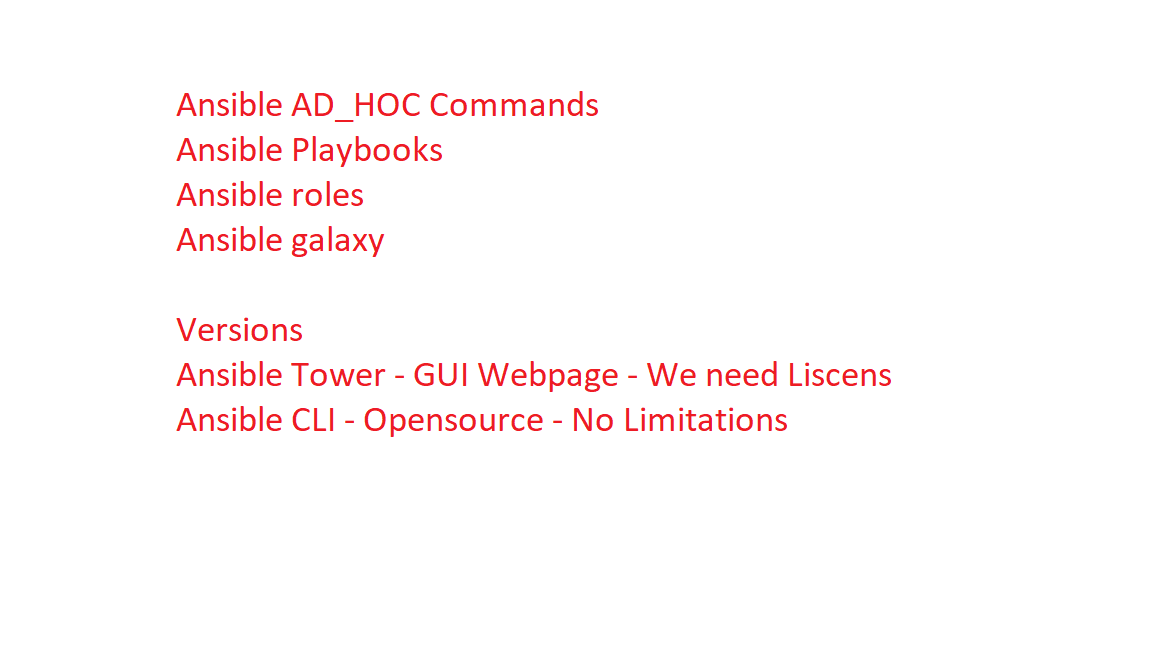 Ansible AD_HOC Commands
Ansible Playbooks
Ansible roles
Ansible galaxy
Versions
Ansible Tower - GUI Webpage - We need Liscens
Ansible CLI - Opensource - No Limitations